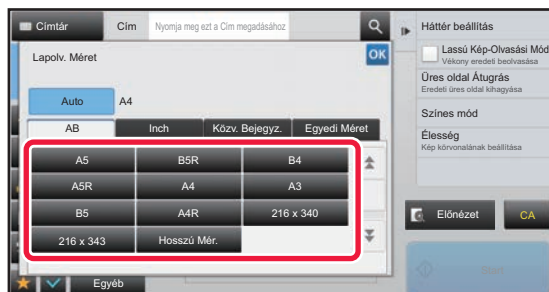 Címtár
Cím
Nyomja meg ezt a Cím megadásához
Lapolv. Méret
OK
Auto
A4
AB
Inch
Közv. Bejegyz.
Egyedi Méret
A5
B5R
B4
A5R
A4
A3
B5
A4R
216 x 340
216 x 343
Hosszú Mér.
Egyéb
Háttér beállítás
Lassú Kép-Olvasási Mód
Vékony eredeti beolvasása
Üres oldal Átugrás
Eredeti üres oldal kihagyása
Színes mód
Élesség
Kép körvonalának beállítása
Előnézet
CA
Start